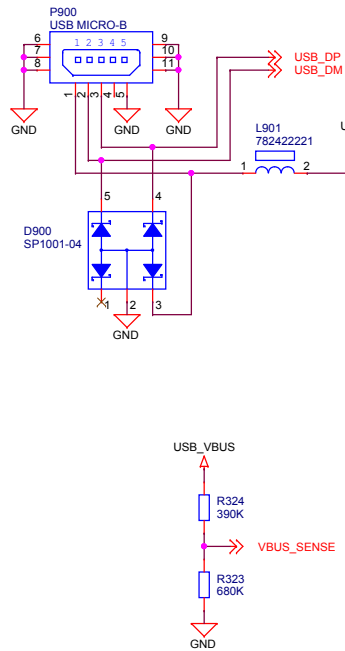 P900
USB MICRO-B
6
7
8
1 2 3 4 5
9
10
11
1
2
3
4
5
GND
GND
GND
USB_DP
USB_DM
L901
782422221
U
1
2
5
4
D900
SP1001-04
1
2
3
GND
USB_VBUS
R324
390K
VBUS_SENSE
R323
680K
GND